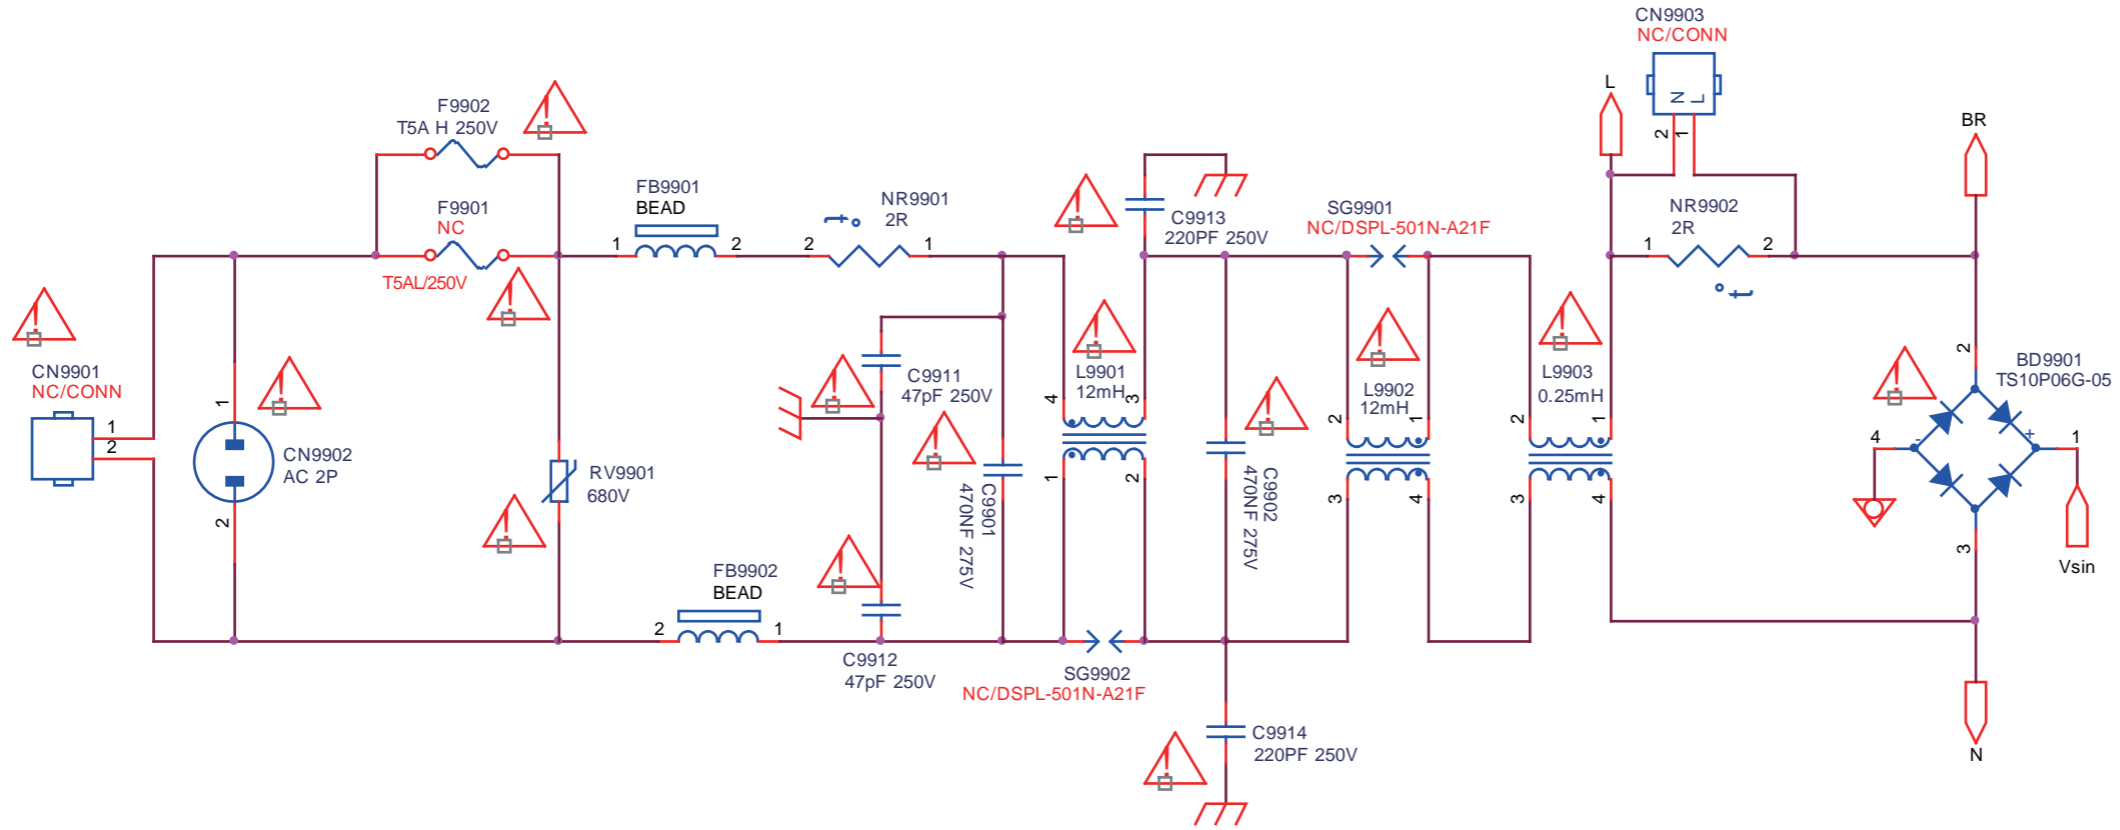 CN9903
NC/CONN
L
N
L
2
1
BR
F9902
T5A H 250V
F9901
NC
T5AL/250V
FB9901
BEAD
1
2
NR9901
2R
t°
2
1
C9913
220PF 250V
SG9901
NC/DSPL-501N-A21F
NR9902
2R
1
2
t°
CN9901
NC/CONN
1
2
1
CN9902
AC 2P
2
RV9901
680V
C9911
47pF 250V
C9901
470NF 275V
L9901
12mH
4
3
1
2
C9902
470NF 275V
L9902
12mH
2
1
3
4
L9903
0.25mH
2
1
3
4
BD9901
TS10P06G-05
2
4
-
+
1
3
Vsin
FB9902
BEAD
2
1
C9912
47pF 250V
SG9902
NC/DSPL-501N-A21F
C9914
220PF 250V
N